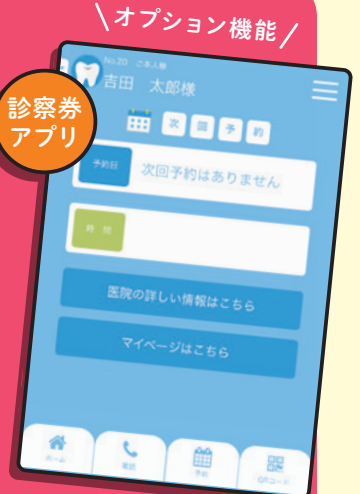 オプション機能
診察券
アプリ
No.20 ご本人様
吉田 太郎様
次回予約
予約日
次回予約はありません
時間
医院の詳しい情報はこちら
マイページはこちら
ホーム
電話
予約
QRコード